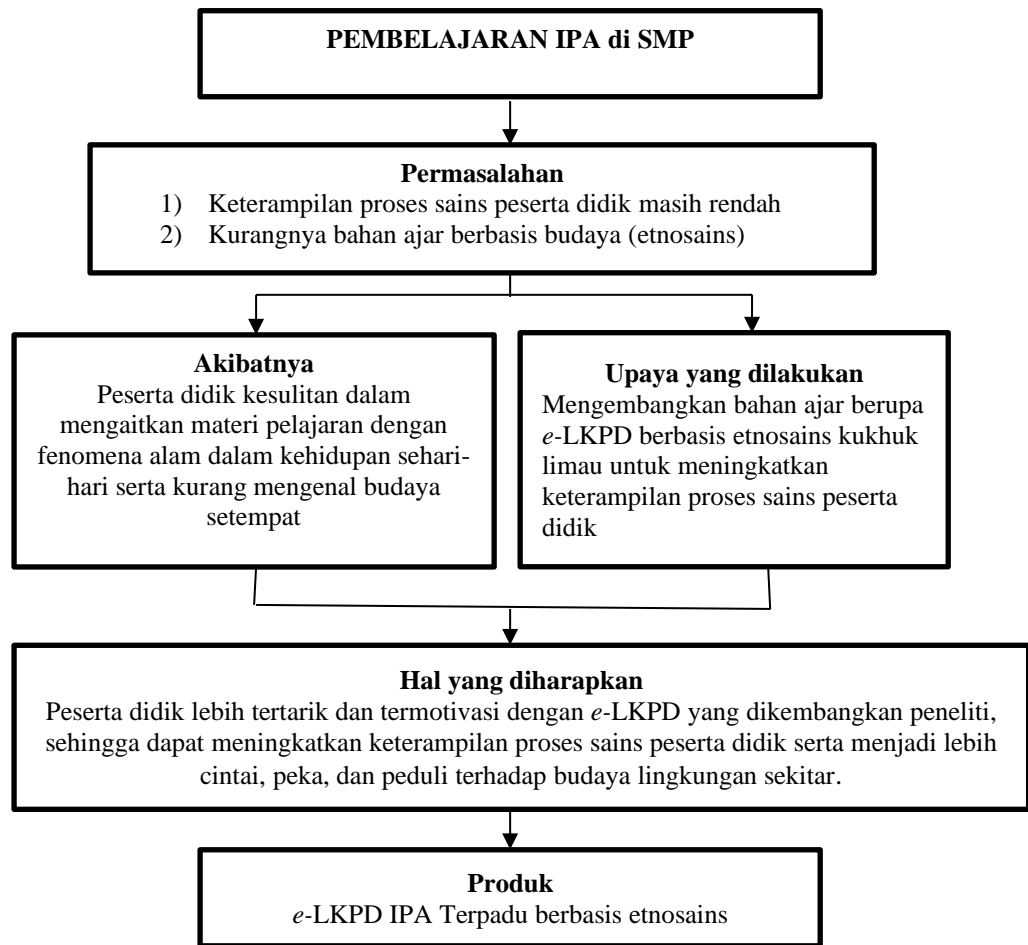 PEMBELAJARAN IPA di SMP
Permasalahan
1) Keterampilan proses sains peserta didik masih rendah
2) Kurangnya bahan ajar berbasis budaya (etnosains)
Akibatnya
Peserta didik kesulitan dalam
mengaitkan materi pelajaran dengan
fenomena alam dalam kehidupan sehari-
hari serta kurang mengenal budaya
setempat
Upaya yang dilakukan
Mengembangkan bahan ajar berupa
e-LKPD berbasis etnosains kukhuk
limau untuk meningkatkan
keterampilan proses sains peserta
didik
Hal yang diharapkan
Peserta didik lebih tertarik dan termotivasi dengan e-LKPD yang dikembangkan peneliti,
sehingga dapat meningkatkan keterampilan proses sains peserta didik serta menjadi lebih
cintai, peka, dan peduli terhadap budaya lingkungan sekitar.
Produk
e-LKPD IPA Terpadu berbasis etnosains